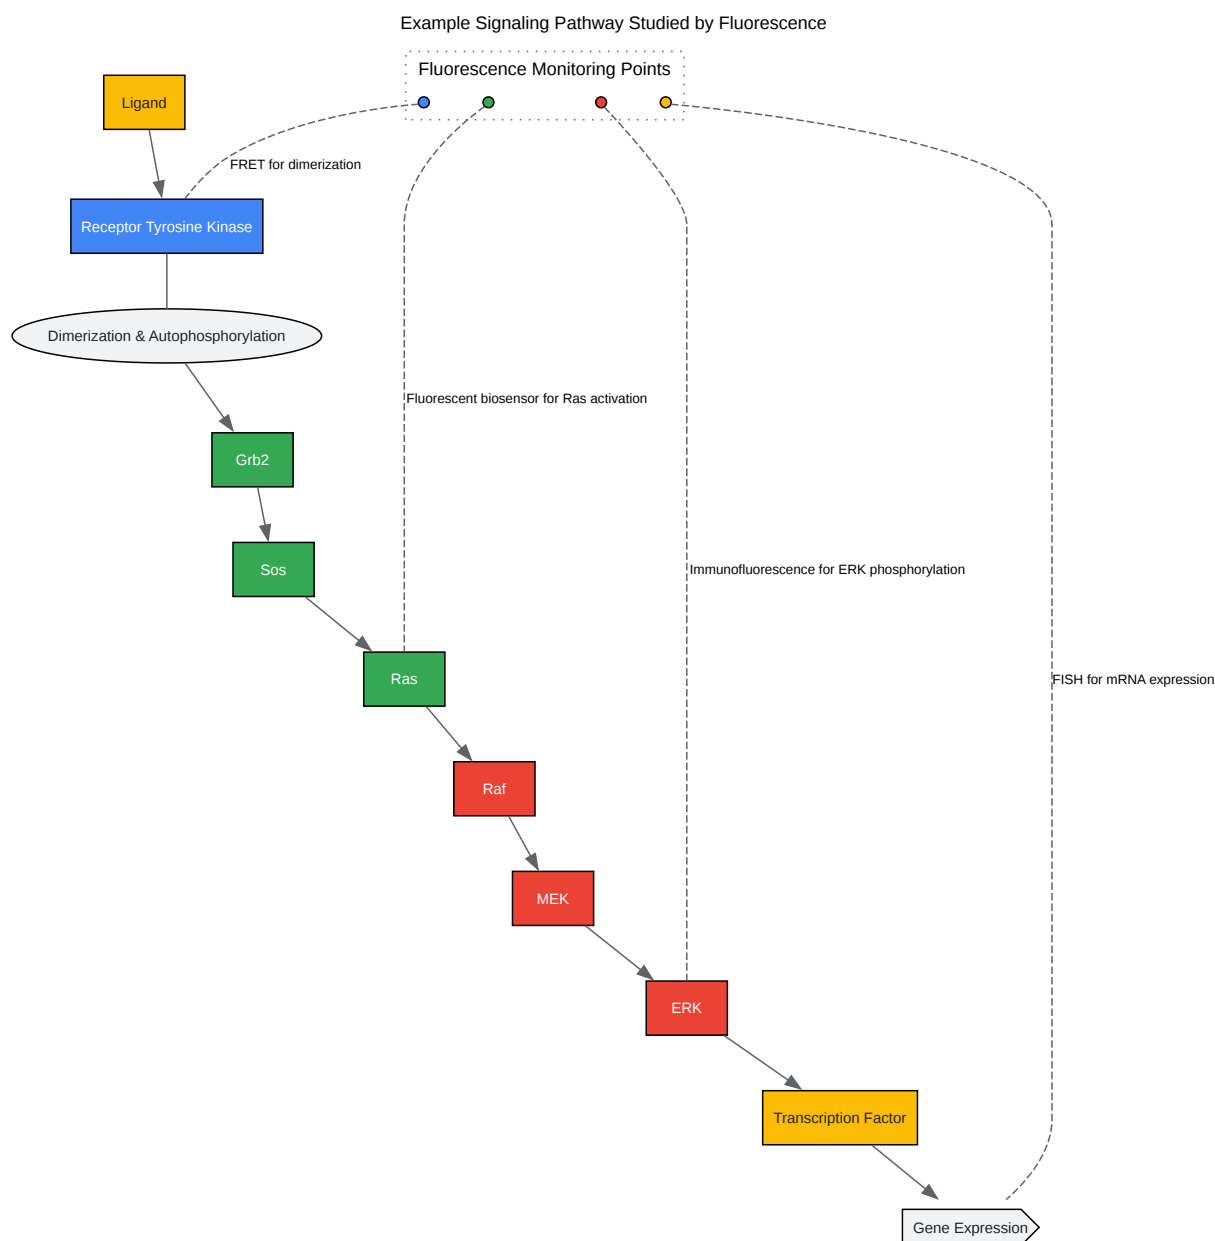 Example Signaling Pathway Studied by Fluorescence
Fluorescence Monitoring Points
Ligand
FRET for dimerization
Receptor Tyrosine Kinase
Dimerization & Autophosphorylation
Fluorescent biosensor for Ras activation
Grb2
Sos
Immunofluorescence for ERK phosphorylation
Ras
FISH for mRNA expression
Raf
MEK
ERK
Transcription Factor
Gene Expression